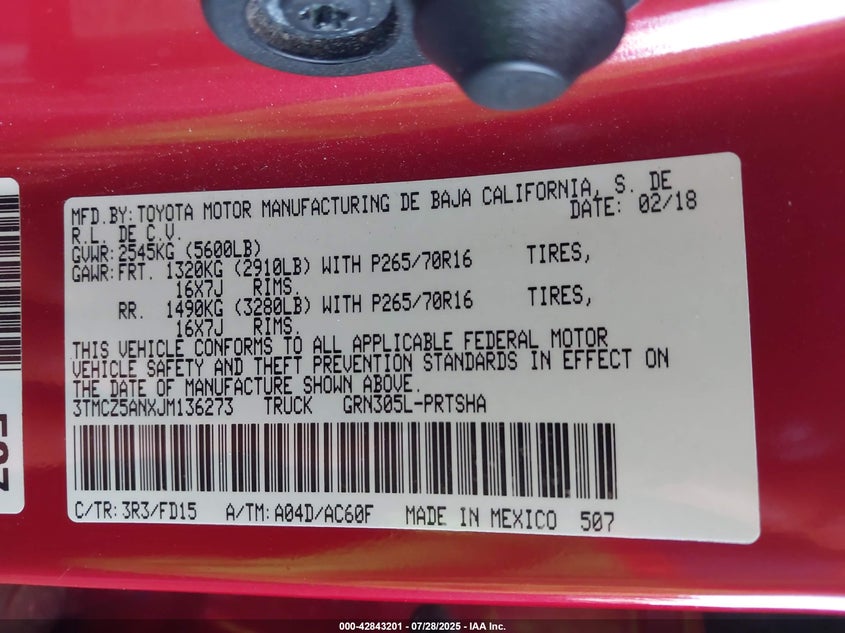 MFD.BY:TOYOTA MOTOR MANUFACTURING DE BAJA CALIFORNIA, S. DE
R.L. DE C.V. DATE: 02/18
GVWR:2545KG (5600LB)
GAWR:FRT. 1320KG (2910LB) WITH P265/70R16 TIRES,
16X7J RIMS.
RR. 1490KG (3280LB) WITH P265/70R16 TIRES,
16X7J RIMS.
THIS VEHICLE CONFORMS TO ALL APPLICABLE FEDERAL MOTOR
VEHICLE SAFETY AND THEFT PREVENTION STANDARDS IN EFFECT ON
THE DATE OF MANUFACTURE SHOWN ABOVE.
3TMCZ5ANXJM136273 TRUCK GRN305L-PRTSHA
C/TR:3R3/FD15 A/TM:A04D/AC60F MADE IN MEXICO 507
507
000-42843201 - 07/28/2025 - IAA Inc.